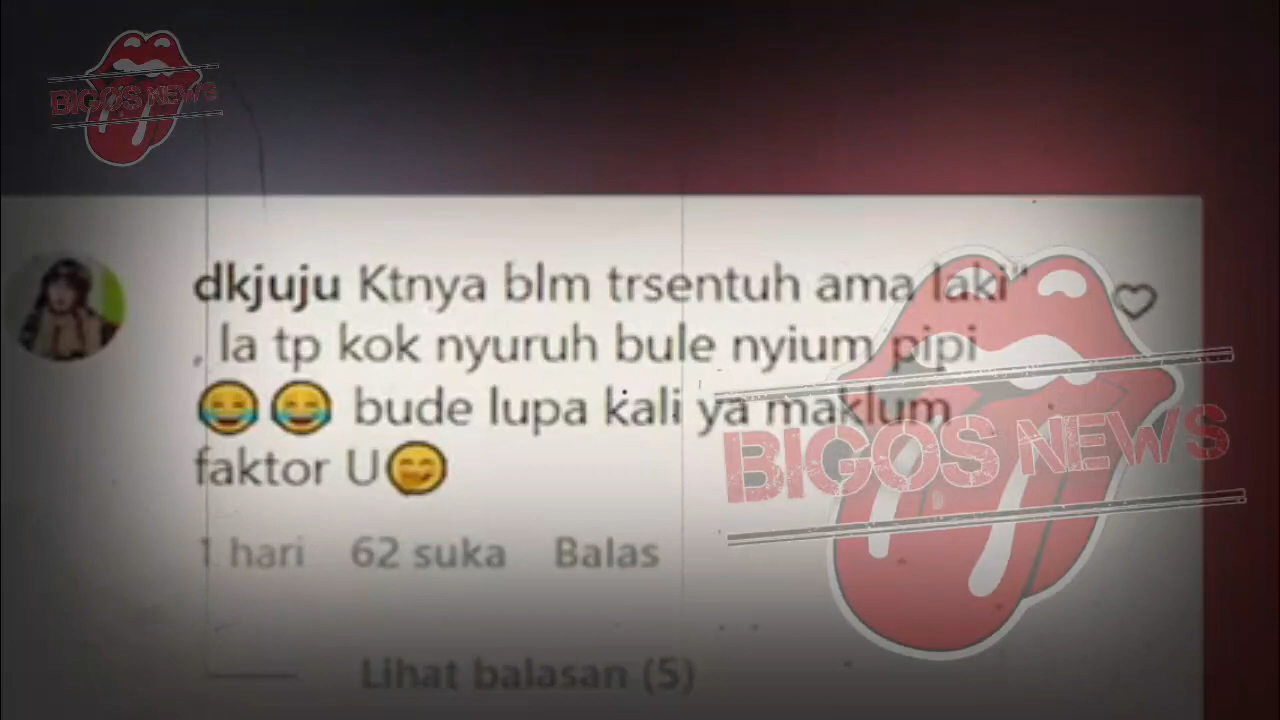 BIGOS NEWS
dkjuju Ktnya blm trsentuh ama laki"
, la tp kok nyuruh bule nyium pipi
😂😂 bude lupa kali ya maklum
faktor U😊
1 hari 62 suka Balas
Lihat balasan (5)
BIGOS NEWS